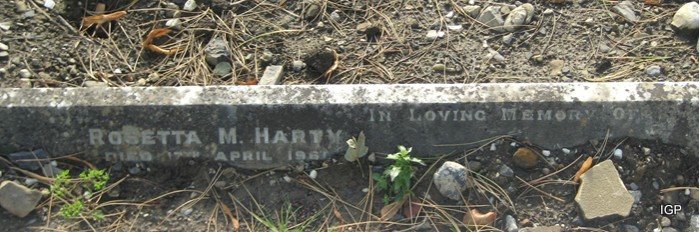 IN LOVING MEMORY OF
ROSETTA M. HARTY
DIED 17TH APRIL
IGP